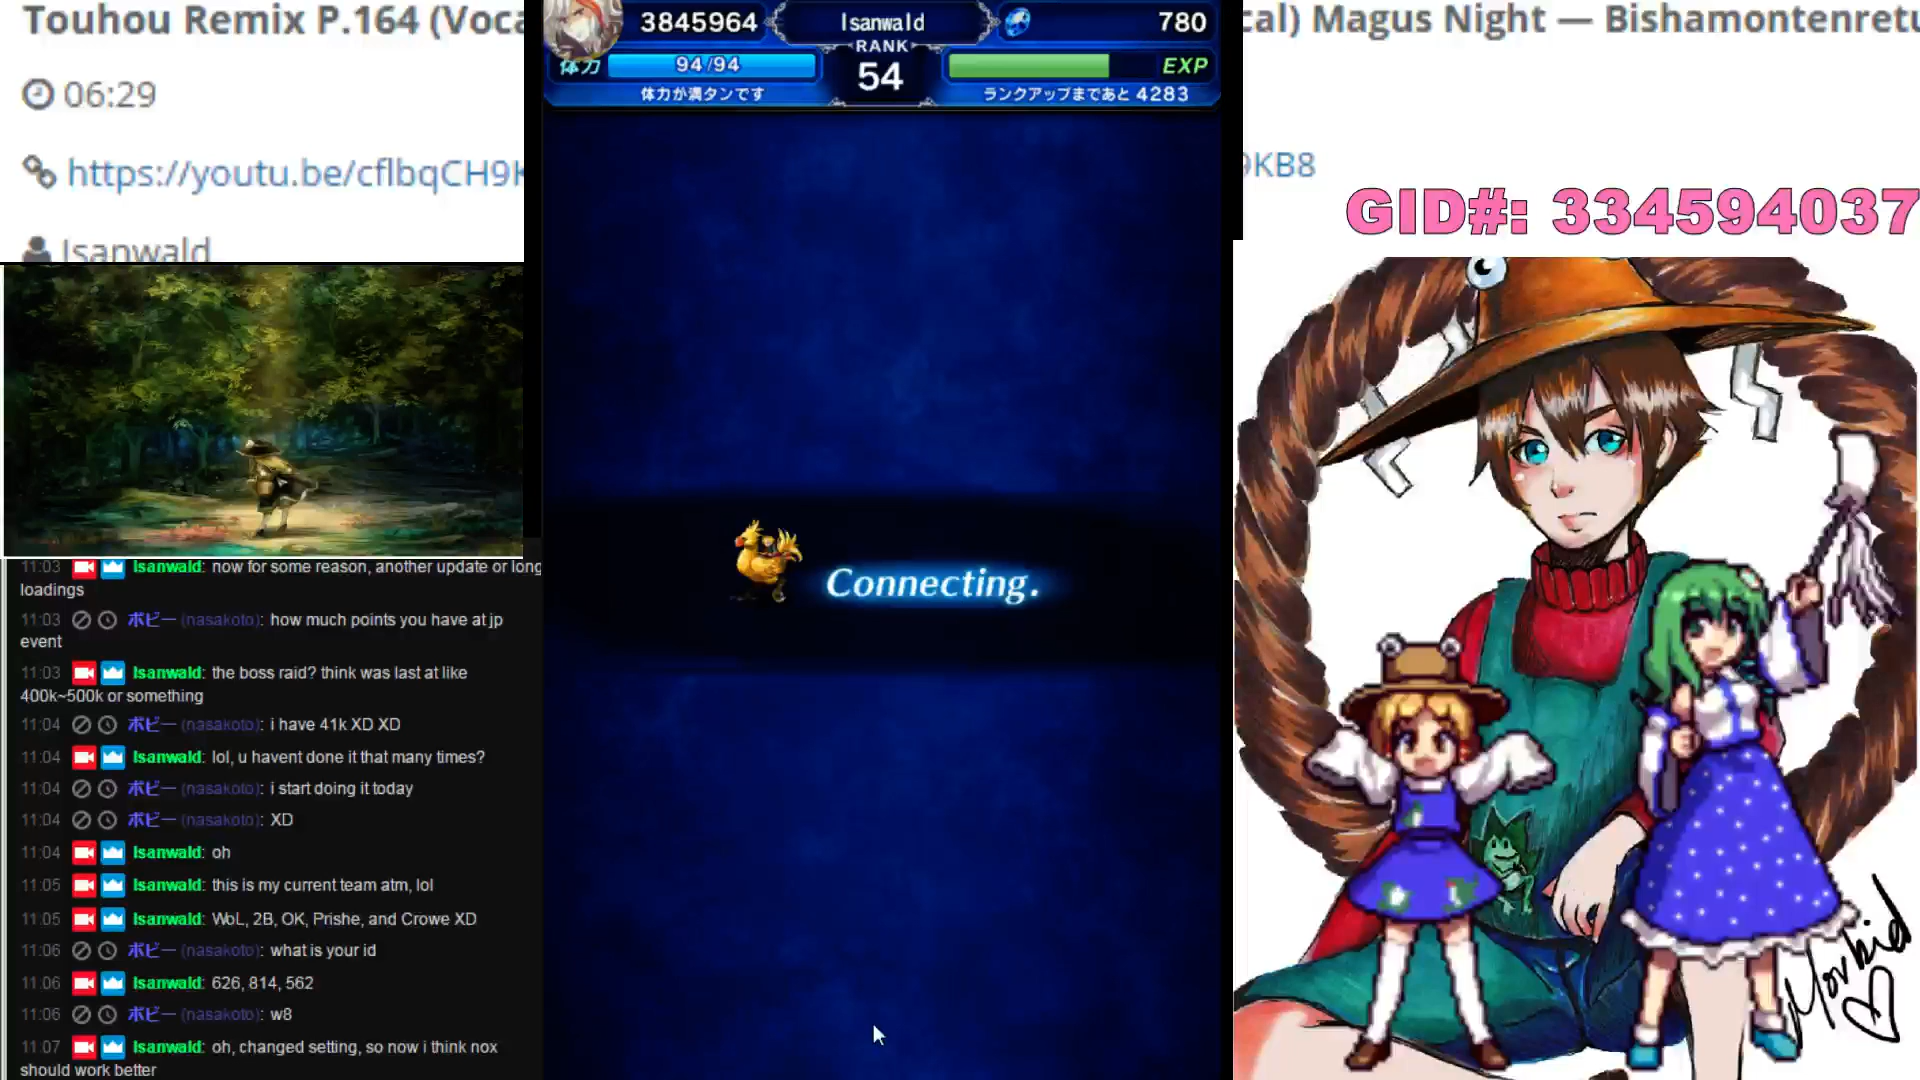 Touhou Remix P.164 (Voca
cal) Magus Night — Bishamontenretu
06:29
https://youtu.be/cflbqCH9K
9KB8
Isanwald
GID#: 334594037
3845964
Isanwald
780
RANK
54
体力
94/94
EXP
体力が満タンです
ランクアップまであと 4283
Connecting.
11:03 Isanwald: now for some reason, another update or long
loadings
11:03 ボビー (nasakoto): how much points you have at jp
event
11:03 Isanwald: the boss raid? think was last at like
400k~500k or something
11:04 ボビー (nasakoto): i have 41k XD XD
11:04 Isanwald: lol, u havent done it that many times?
11:04 ボビー (nasakoto): i start doing it today
11:04 ボビー (nasakoto): XD
11:04 Isanwald: oh
11:05 Isanwald: this is my current team atm, lol
11:05 Isanwald: WoL, 2B, OK, Prishe, and Crowe XD
11:06 ボビー (nasakoto): what is your id
11:06 Isanwald: 626, 814, 562
11:06 ボビー (nasakoto): w8
11:07 Isanwald: oh, changed setting, so now i think nox
should work better
Morbid